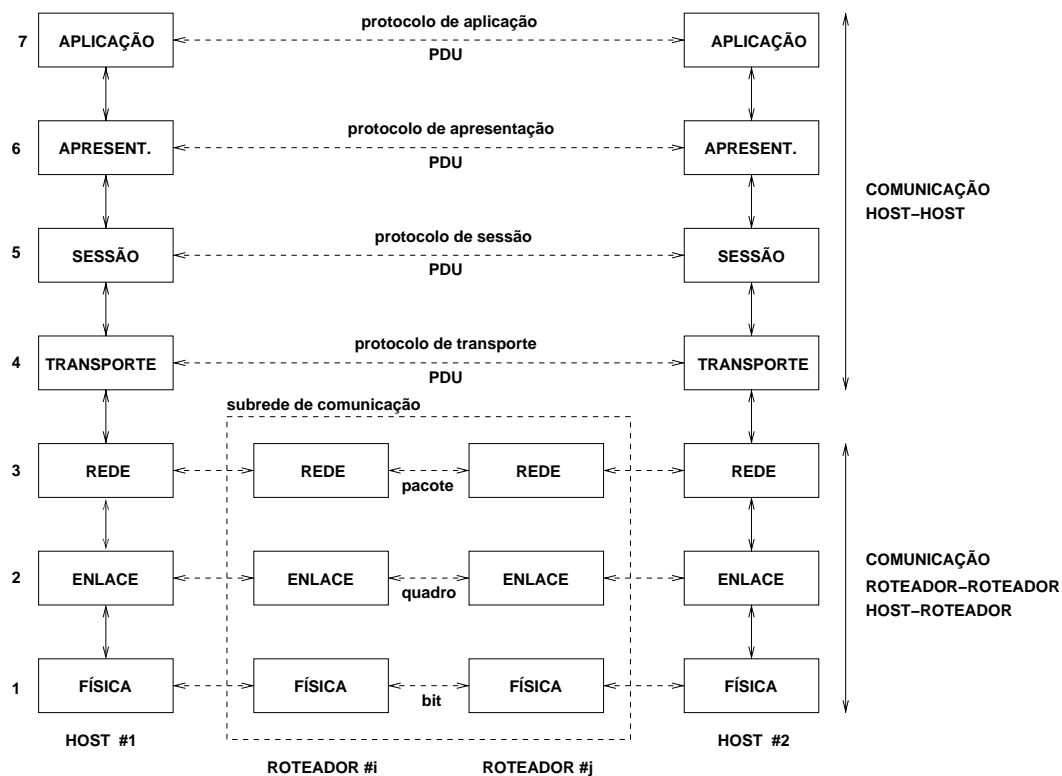 protocolo de aplicação
7 APLICAÇÃO APLICAÇÃO
PDU
protocolo de apresentação
6 APRESENT. APRESENT.
PDU
COMUNICAÇÃO
HOST–HOST
protocolo de sessão
5 SESSÃO SESSÃO
PDU
protocolo de transporte
4 TRANSPORTE TRANSPORTE
PDU
subrede de comunicação
3 REDE REDE REDE REDE
pacote
2 ENLACE ENLACE ENLACE ENLACE
quadro
COMUNICAÇÃO
ROTEADOR–ROTEADOR
HOST–ROTEADOR
1 FÍSICA FÍSICA FÍSICA FÍSICA
bit
HOST #1 HOST #2
ROTEADOR #i ROTEADOR #j